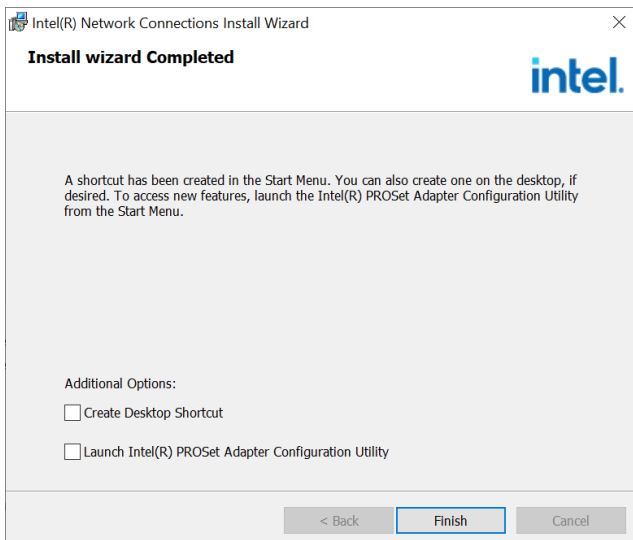 Intel(R) Network Connections Install Wizard
Install wizard Completed
intel.
A shortcut has been created in the Start Menu. You can also create one on the desktop, if
desired. To access new features, launch the Intel(R) PROSet Adapter Configuration Utility
from the Start Menu.
Additional Options:
Create Desktop Shortcut
Launch Intel(R) PROSet Adapter Configuration Utility
< Back
Finish
Cancel